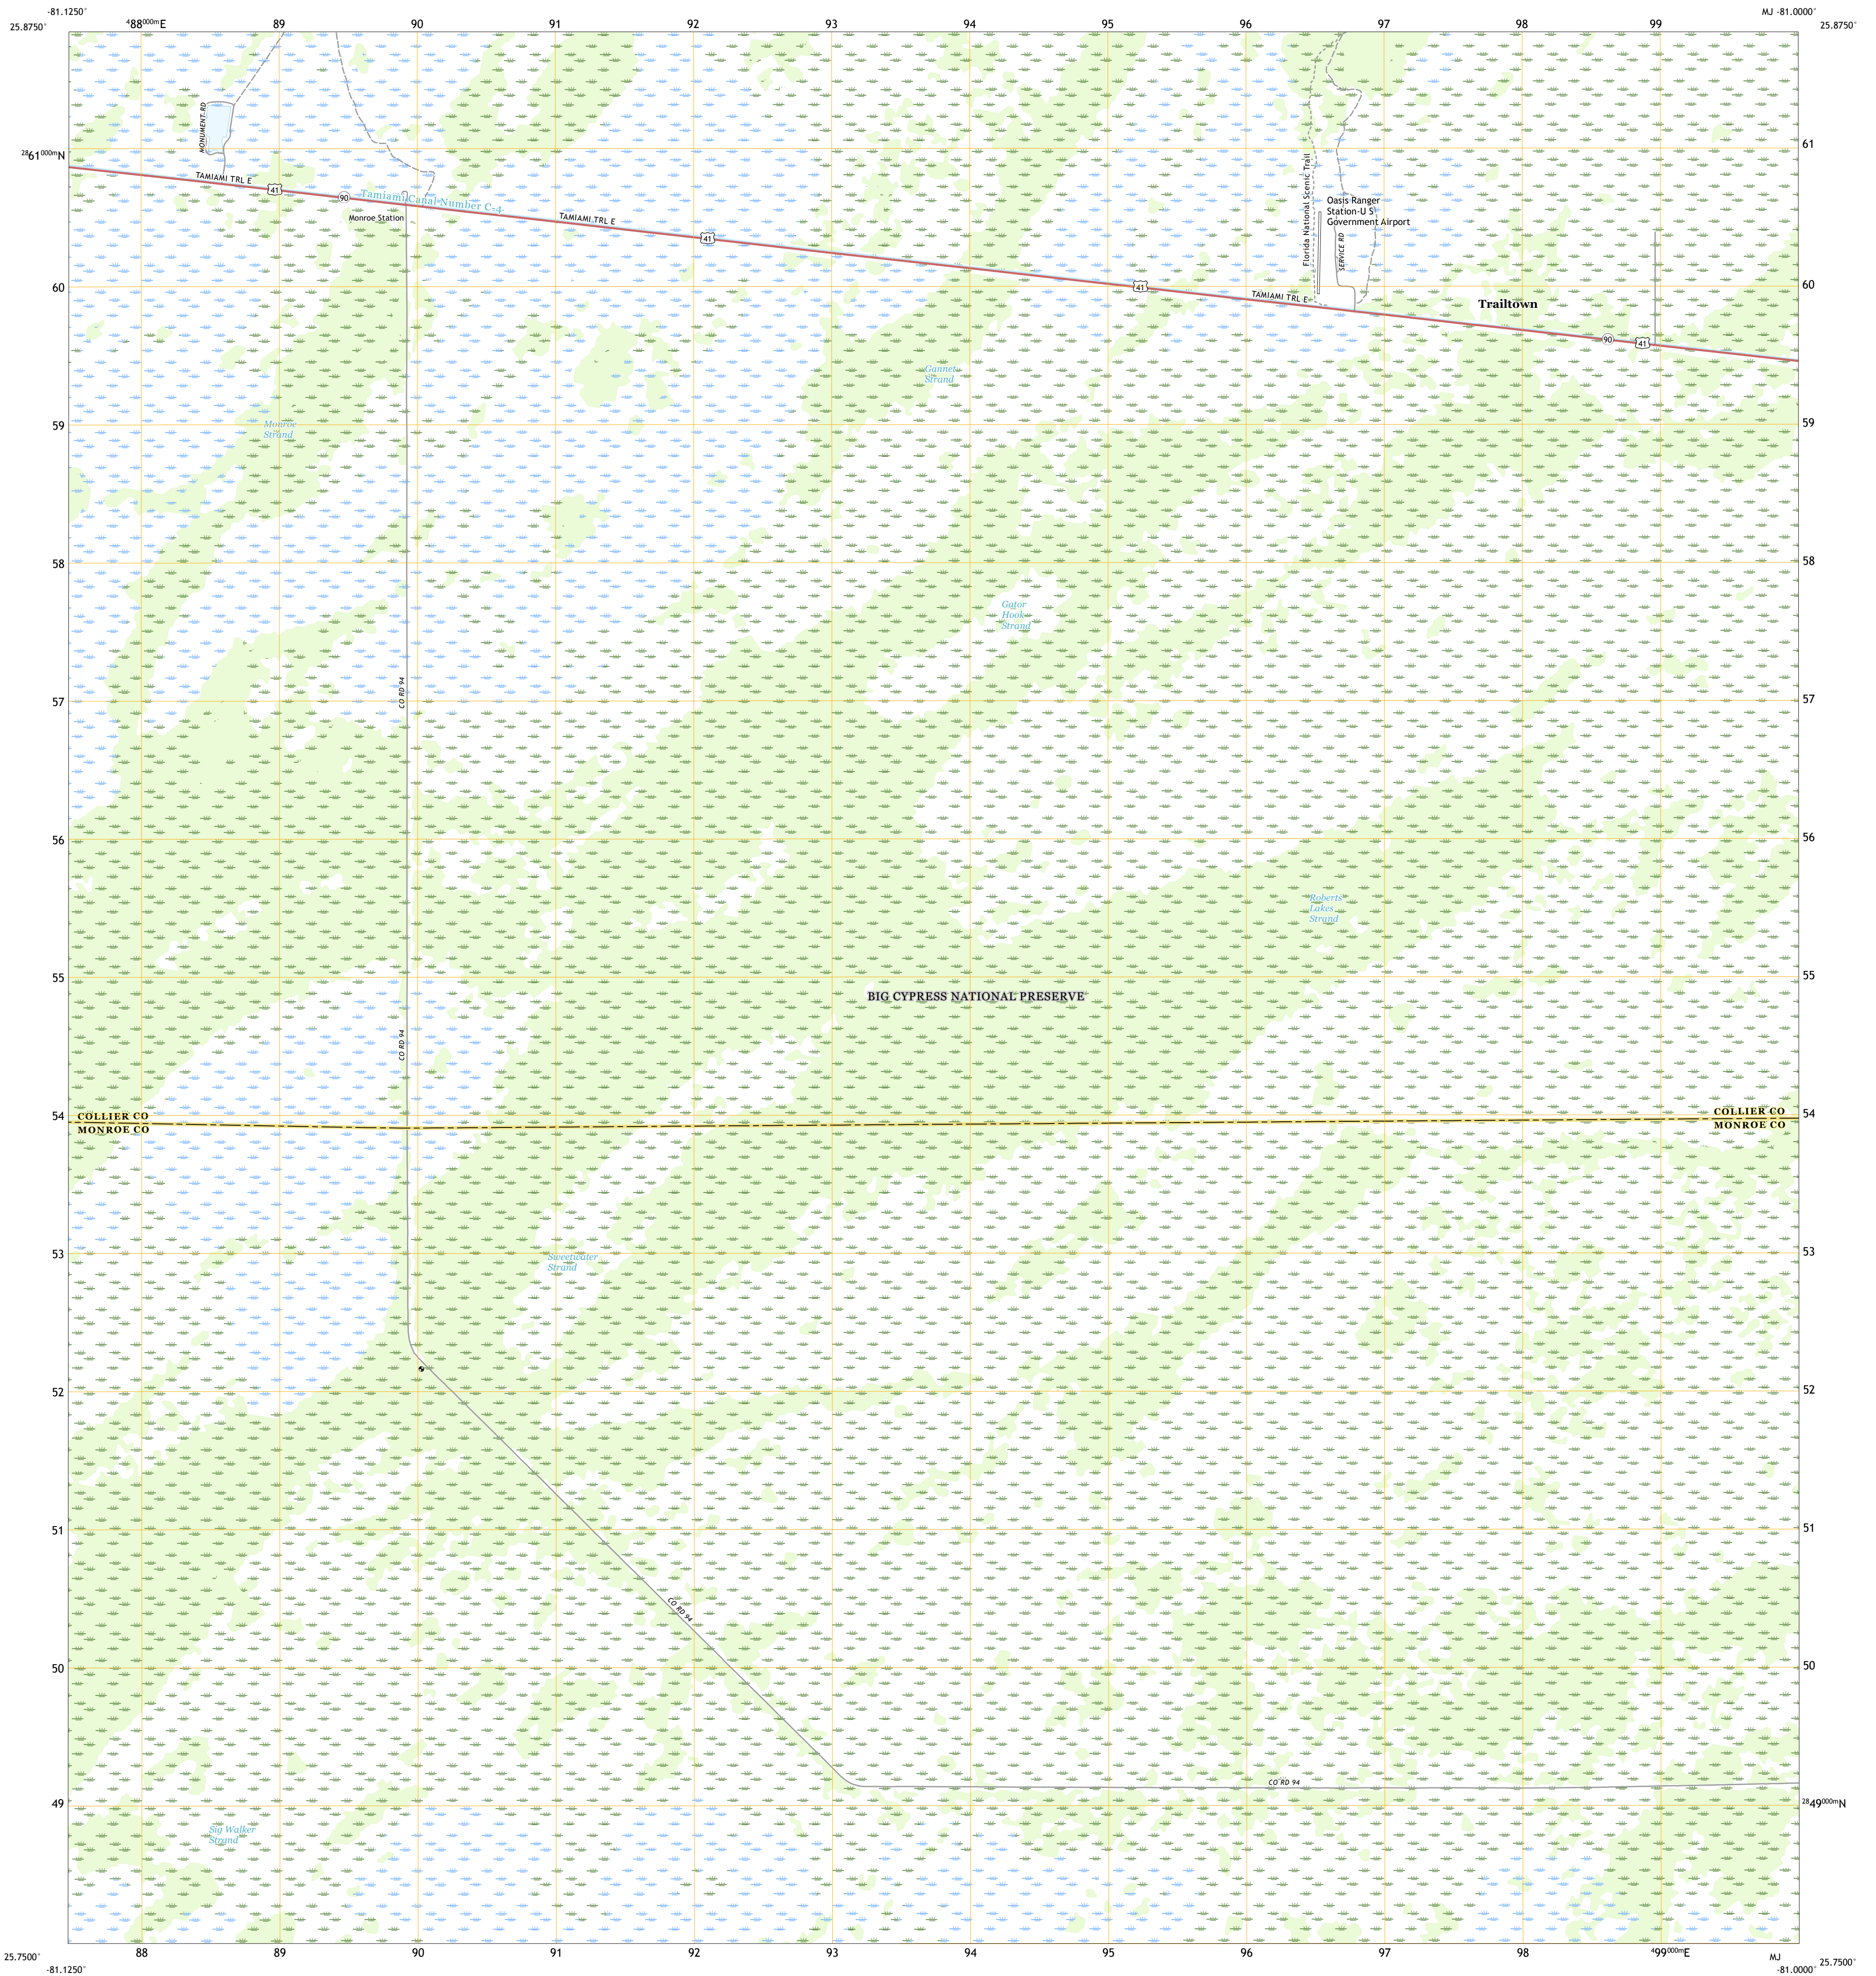 -81.1250°
⁴88⁰⁰⁰ᵐE
89
90
91
92
93
94
95
96
97
98
99
MJ -81.0000°
25.8750°
25.8750°
MONUMENT RD
²⁸61⁰⁰⁰ᵐN
61
TAMIAMI TRL E
41
90
Tamiami Canal Number C-4
Monroe Station
TAMIAMI TRL E
41
Florida National Scenic Trail
Oasis Ranger
Station-U S
Government Airport
SERVICE RD
60
41
TAMIAMI TRL E
Trailtown
60
90
41
Gannet
Strand
Monroe
Strand
59
59
58
58
Gator
Hook
Strand
CO RD 94
57
57
56
56
Roberts
Lakes
Strand
55
55
BIG CYPRESS NATIONAL PRESERVE
CO RD 94
54
COLLIER CO
MONROE CO
COLLIER CO
MONROE CO
54
53
Sweetwater
Strand
53
52
52
51
51
CO RD 94
50
50
CO RD 94
49
²⁸49⁰⁰⁰ᵐN
Sig Walker
Strand
25.7500°
-81.1250°
88
89
90
91
92
93
94
95
96
97
98
⁴99⁰⁰⁰ᵐE
MJ
-81.0000°
25.7500°